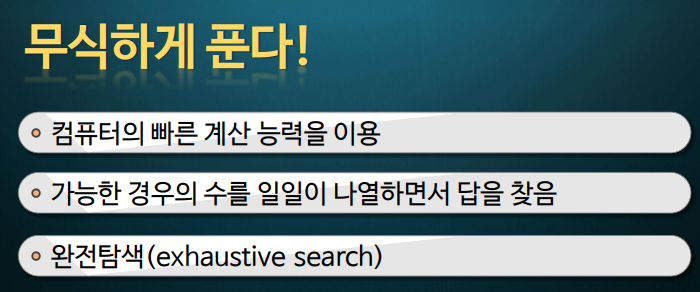 무식하게 푼다!
컴퓨터의 빠른 계산 능력을 이용
가능한 경우의 수를 일일이 나열하면서 답을 찾음
완전탐색(exhaustive search)